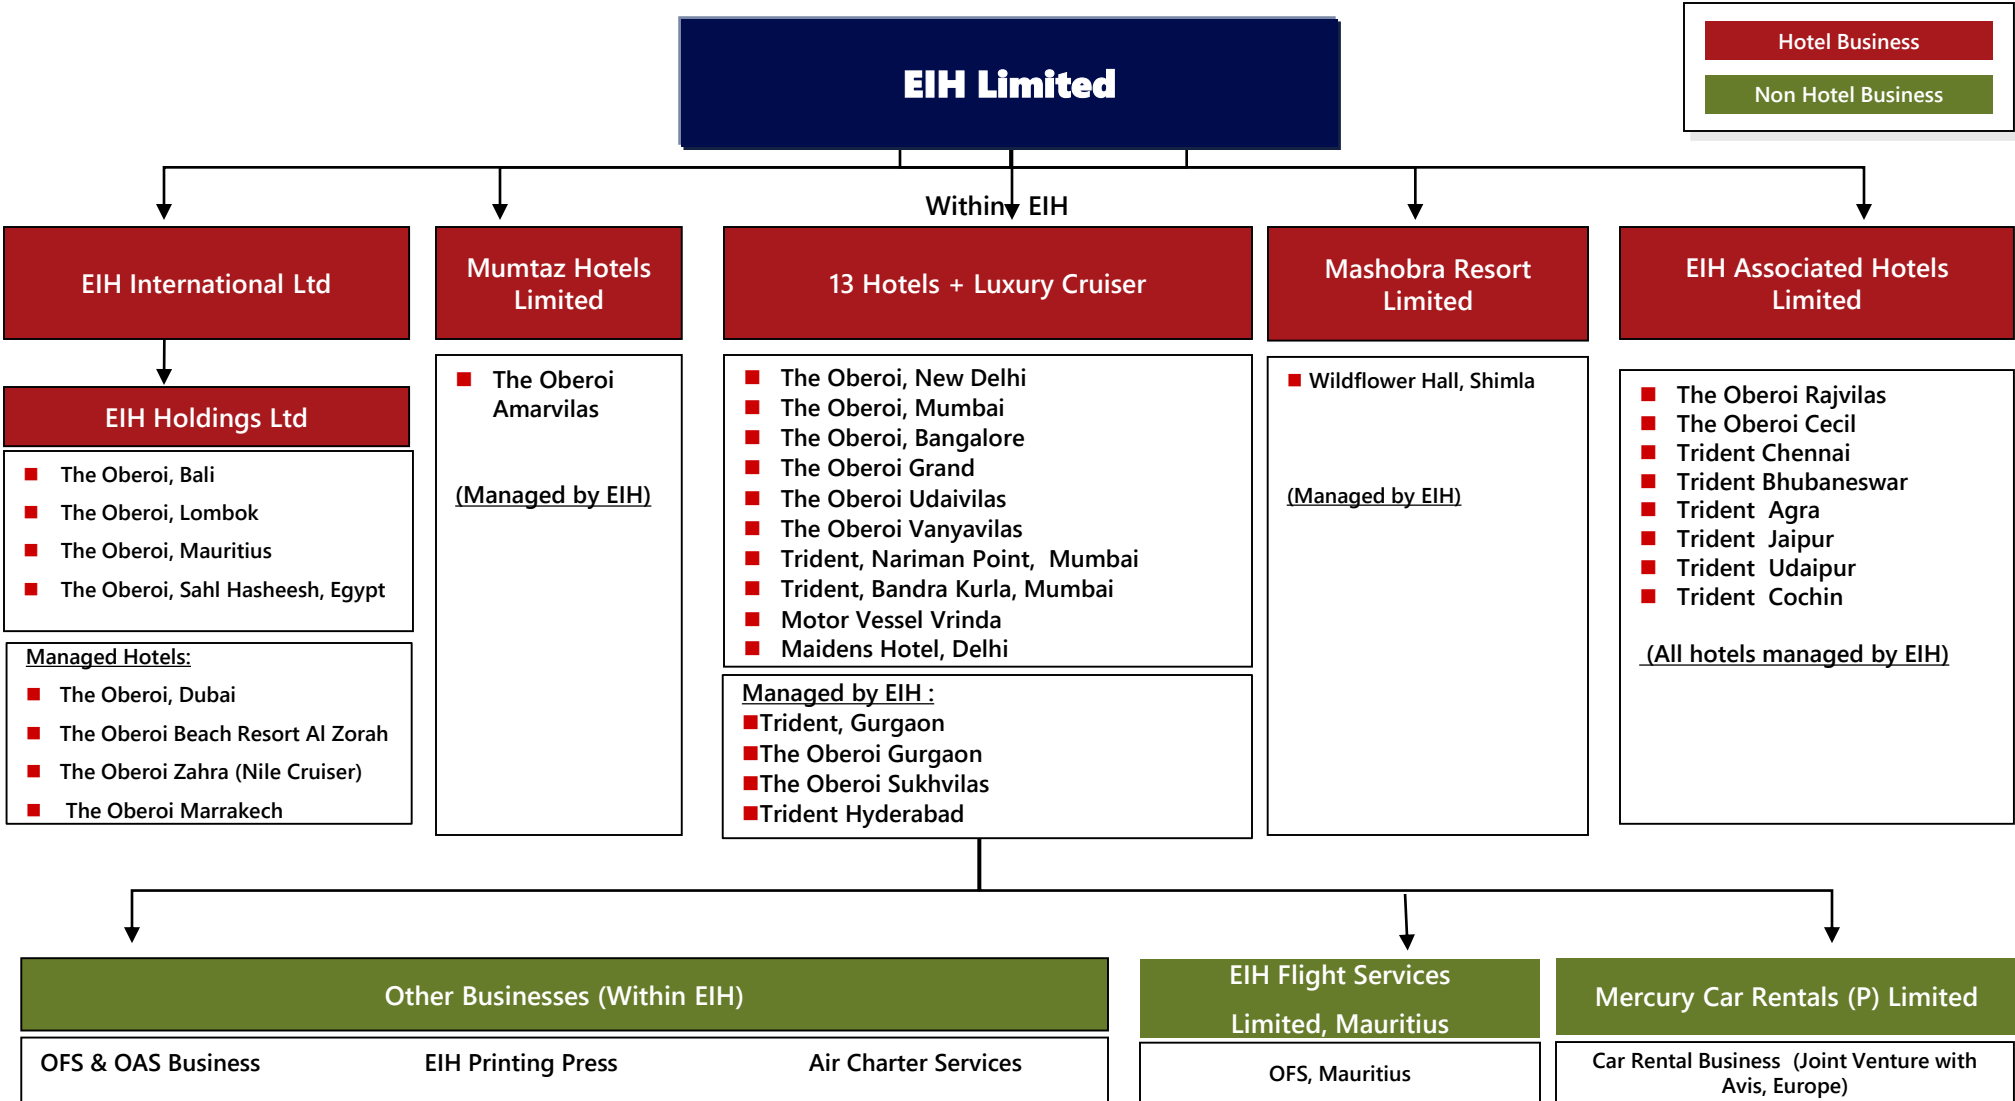 EIH Limited
Hotel Business
Non Hotel Business
Within EIH
EIH International Ltd
EIH Holdings Ltd
The Oberoi, Bali
The Oberoi, Lombok
The Oberoi, Mauritius
The Oberoi, Sahl Hasheesh, Egypt
Managed Hotels:
The Oberoi, Dubai
The Oberoi Beach Resort Al Zorah
The Oberoi Zahra (Nile Cruiser)
The Oberoi Marrakech
Mumtaz Hotels
Limited
The Oberoi
Amarvilas
(Managed by EIH)
13 Hotels + Luxury Cruiser
The Oberoi, New Delhi
The Oberoi, Mumbai
The Oberoi, Bangalore
The Oberoi Grand
The Oberoi Udaivilas
The Oberoi Vanyavilas
Trident, Nariman Point, Mumbai
Trident, Bandra Kurla, Mumbai
Motor Vessel Vrinda
Maidens Hotel, Delhi
Managed by EIH :
Trident, Gurgaon
The Oberoi Gurgaon
The Oberoi Sukhvilas
Trident Hyderabad
Mashobra Resort
Limited
Wildflower Hall, Shimla
(Managed by EIH)
EIH Associated Hotels
Limited
The Oberoi Rajvilas
The Oberoi Cecil
Trident Chennai
Trident Bhubaneswar
Trident Agra
Trident Jaipur
Trident Udaipur
Trident Cochin
(All hotels managed by EIH)
Other Businesses (Within EIH)
OFS & OAS Business
EIH Printing Press
Air Charter Services
EIH Flight Services
Limited, Mauritius
OFS, Mauritius
Mercury Car Rentals (P) Limited
Car Rental Business (Joint Venture with
Avis, Europe)